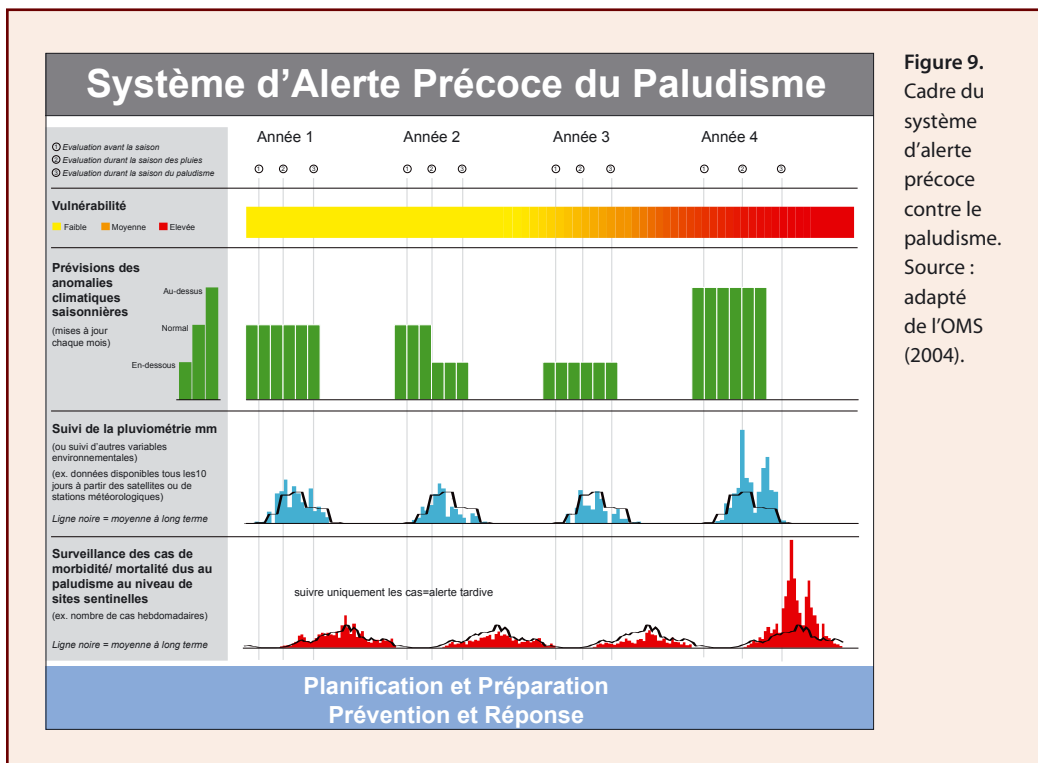 Système d'Alerte Précoce du Paludisme
① Evaluation avant la saison
② Evaluation durant la saison des pluies
③ Evaluation durant la saison du paludisme
Année 1
Année 2
Année 3
Année 4
① ② ③
① ② ③
① ② ③
① ② ③
Vulnérabilité
Faible
Moyenne
Elevée
Prévisions des
anomalies
climatiques
saisonnières
(mises à jour
chaque mois)
Au-dessus
Normal
En-dessous
Suivi de la pluviométrie mm
(ou suivi d'autres variables
environnementales)
(ex. données disponibles tous les10
jours à partir des satellites ou de
stations météorologiques)
Ligne noire = moyenne à long terme
Surveillance des cas de
morbidité/ mortalité dus au
paludisme au niveau de
sites sentinelles
(ex. nombre de cas hebdomadaires)
Ligne noire = moyenne à long terme
suivre uniquement les cas=alerte tardive
Planification et Préparation
Prévention et Réponse
Figure 9.
Cadre du
système
d'alerte
précoce
contre le
paludisme.
Source :
adapté
de l'OMS
(2004).